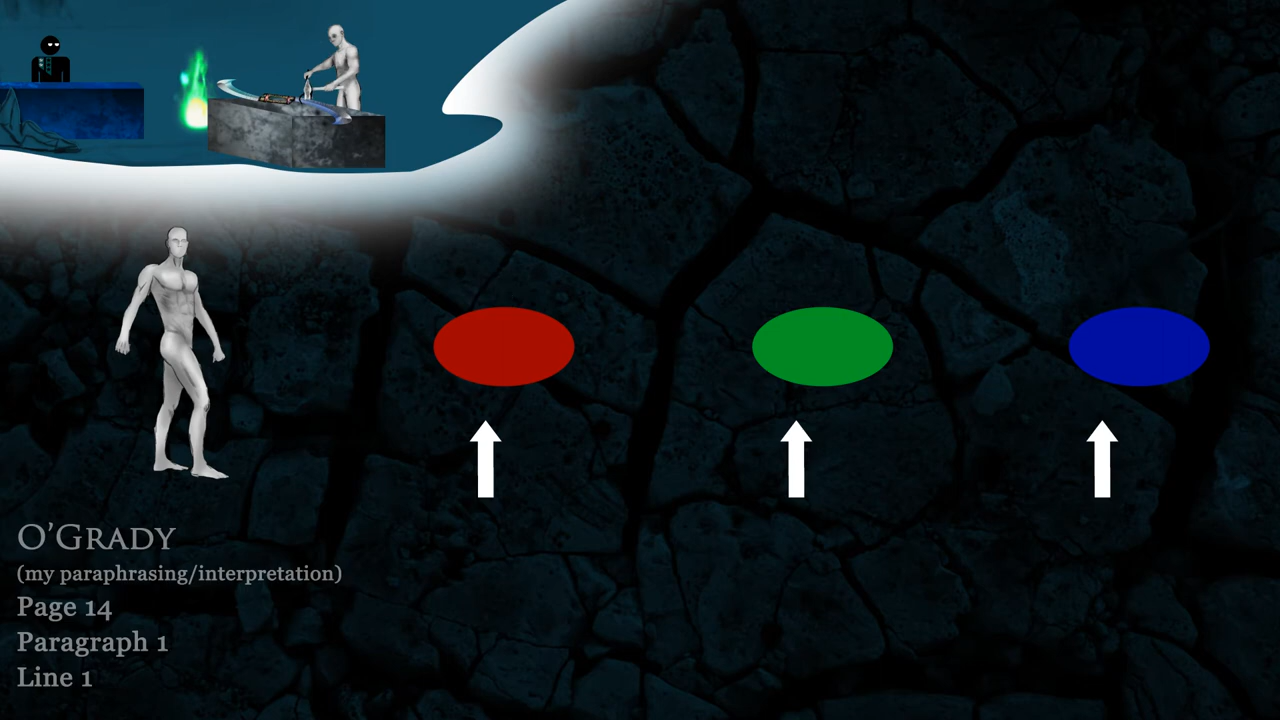 O'Grady
(my paraphrasing/interpretation)
Page 14
Paragraph 1
Line 1